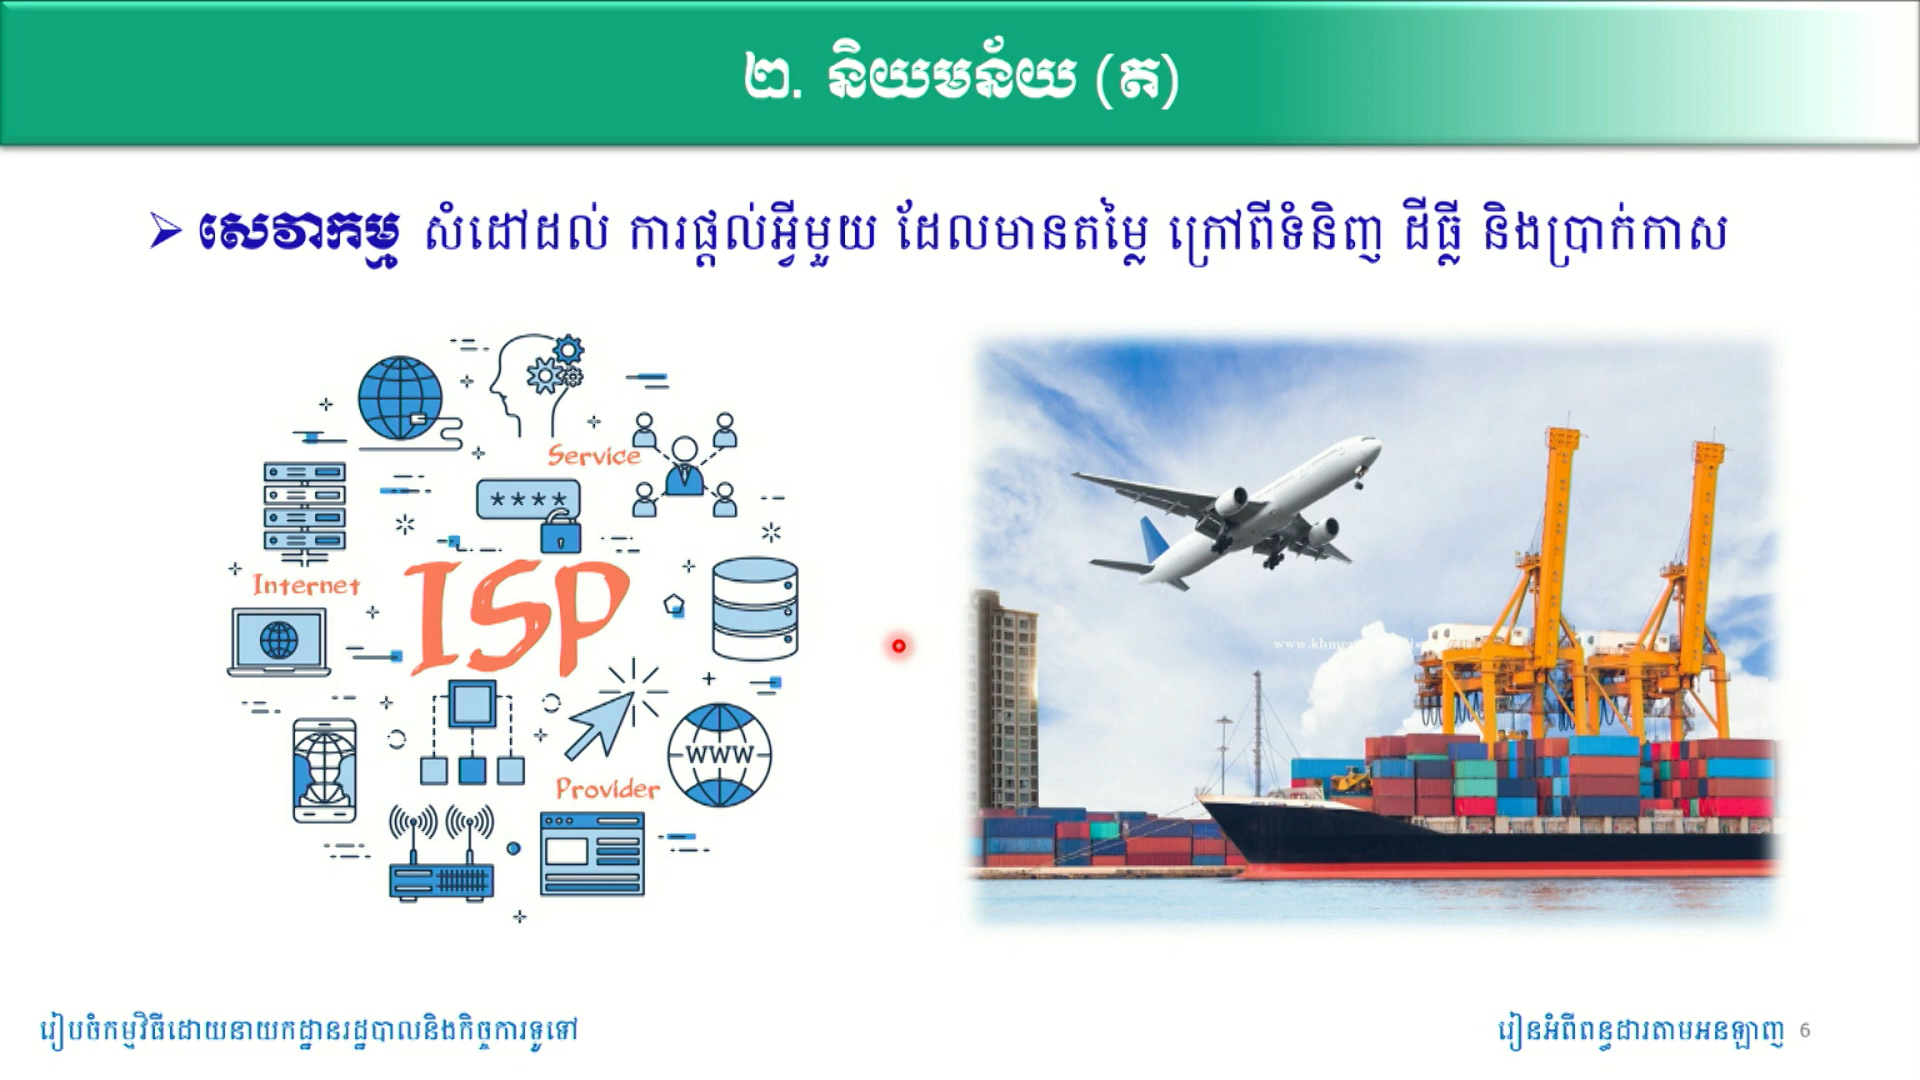 ២. និយមន័យ (ត)
➢ សេវាកម្ម សំដៅដល់ ការផ្តល់អ្វីមួយ ដែលមានតម្លៃ ក្រៅពីទំនិញ ដីធ្លី និងប្រាក់កាស
Service
****
Internet
ISP
WWW
Provider
រៀបចំកម្មវិធីដោយនាយកដ្ឋានរដ្ឋបាលនិងកិច្ចការទូទៅ
រៀនអំពីពន្ធដារតាមអនឡាញ 6